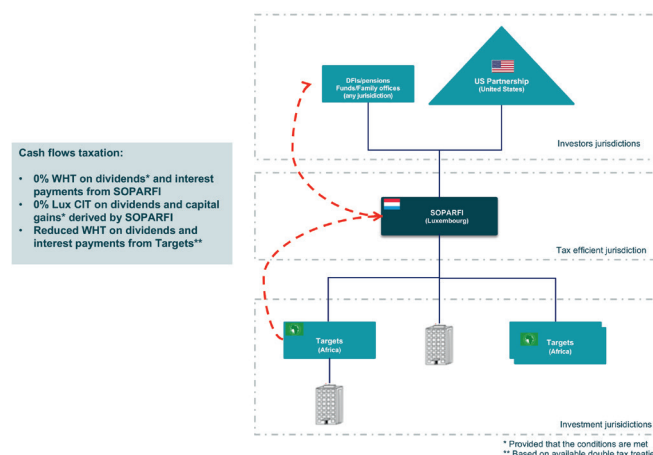 DFIs/pensions
Funds/Family offices
(any jurisdiction)
US Partnership
(United States)
Investors jurisdictions
Cash flows taxation:
• 0% WHT on dividends* and interest
payments from SOPARFI
• 0% Lux CIT on dividends and capital
gains* derived by SOPARFI
• Reduced WHT on dividends and
interest payments from Targets**
SOPARFI
(Luxembourg)
Tax efficient jurisdiction
Targets
(Africa)
Targets
(Africa)
Investment jurisidictions
* Provided that the conditions are met
** Based on available double tax